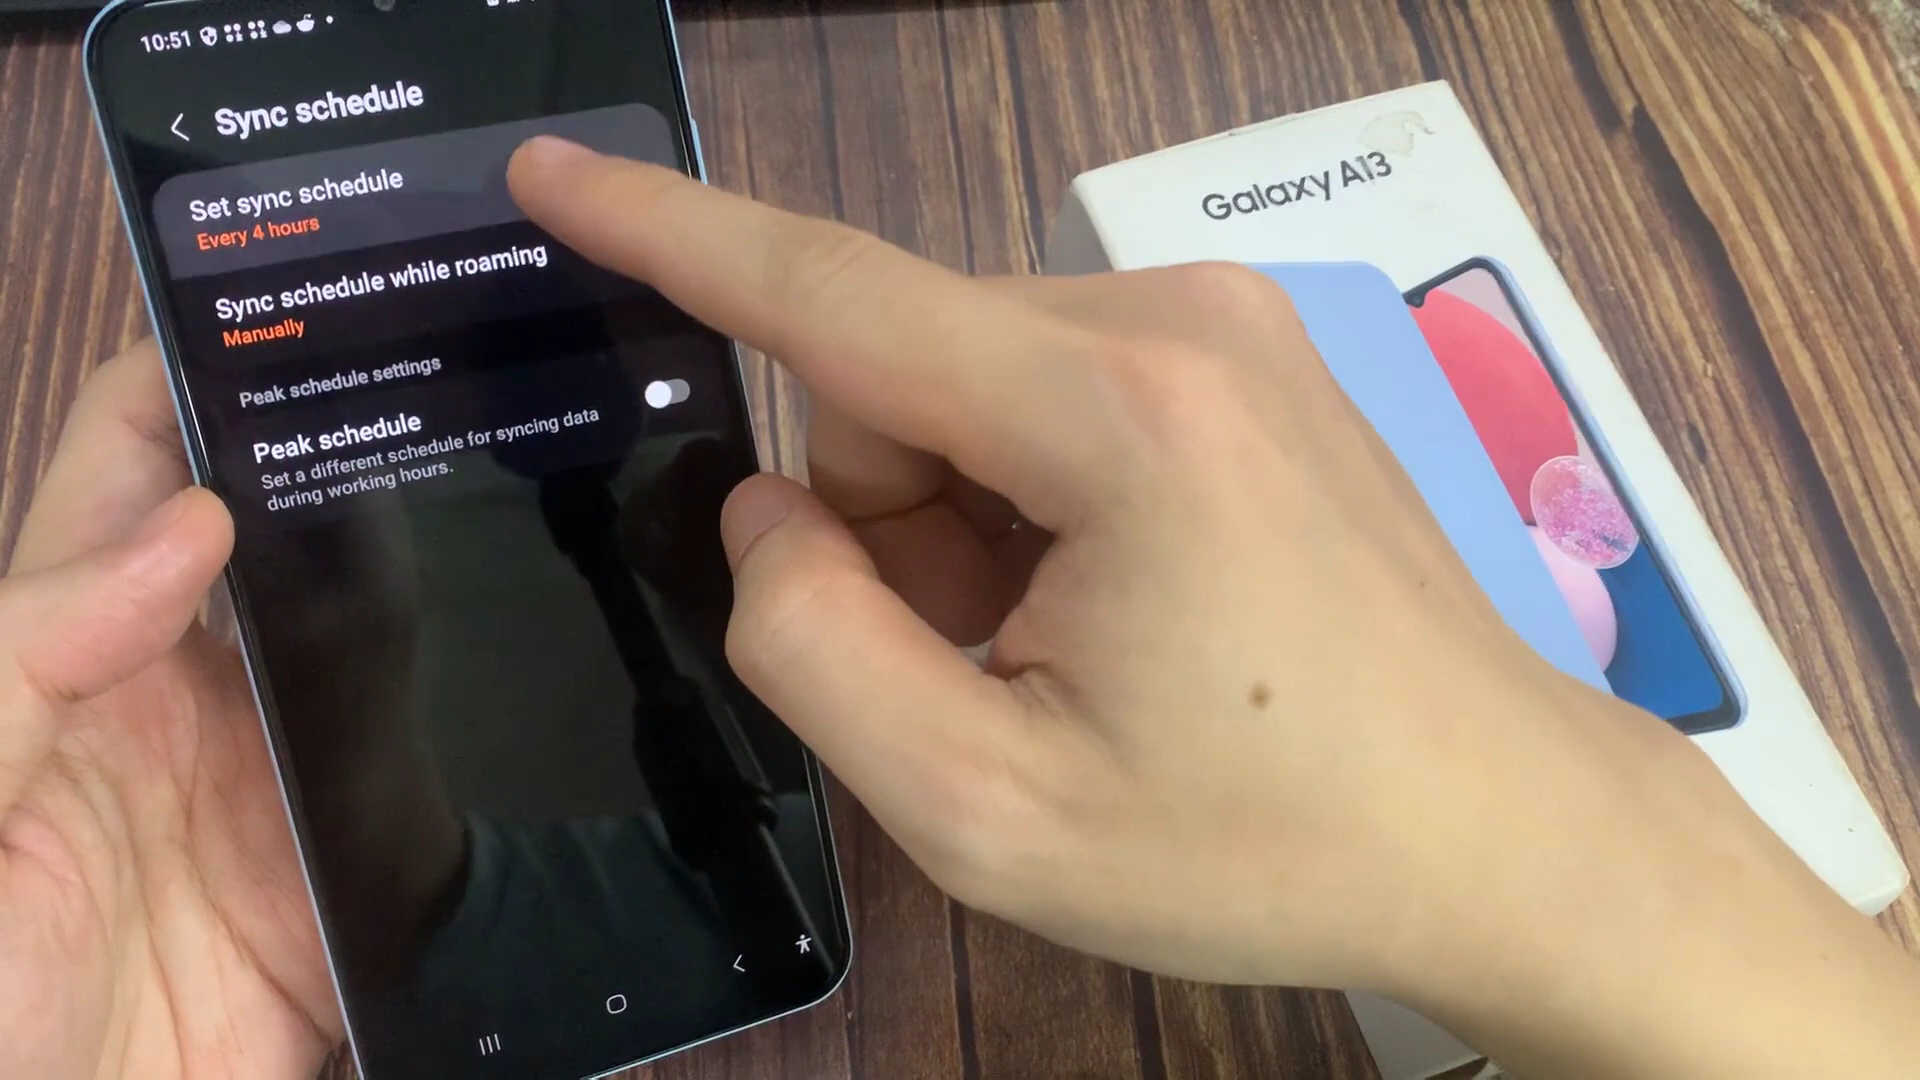 10:51
Sync schedule
Set sync schedule
Every 4 hours
Sync schedule while roaming
Manually
Peak schedule settings
Peak schedule
Set a different schedule for syncing data
during working hours.
Galaxy A13